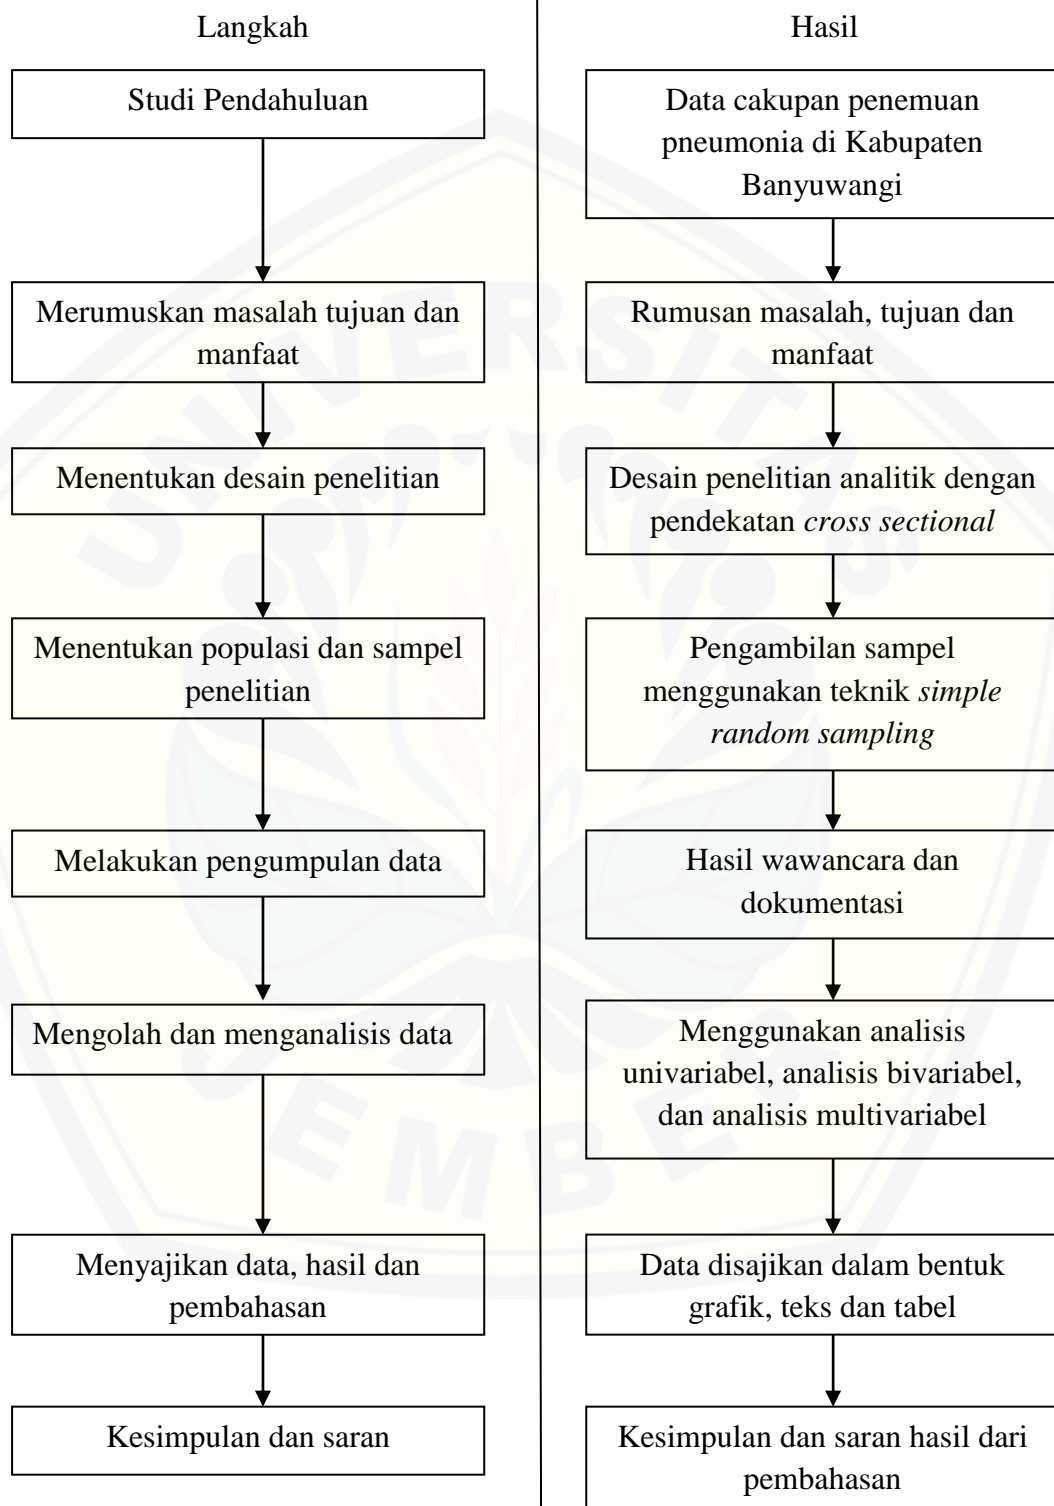 Langkah
Hasil
Studi Pendahuluan
Data cakupan penemuan
pneumonia di Kabupaten
Banyuwangi
Merumuskan masalah tujuan dan
manfaat
Rumusan masalah, tujuan dan
manfaat
Menentukan desain penelitian
Desain penelitian analitik dengan
pendekatan cross sectional
Menentukan populasi dan sampel
penelitian
Pengambilan sampel
menggunakan teknik simple
random sampling
Melakukan pengumpulan data
Hasil wawancara dan
dokumentasi
Mengolah dan menganalisis data
Menggunakan analisis
univariabel, analisis bivariabel,
dan analisis multivariabel
Menyajikan data, hasil dan
pembahasan
Data disajikan dalam bentuk
grafik, teks dan tabel
Kesimpulan dan saran
Kesimpulan dan saran hasil dari
pembahasan
UNIVERSITAS
JEMBER